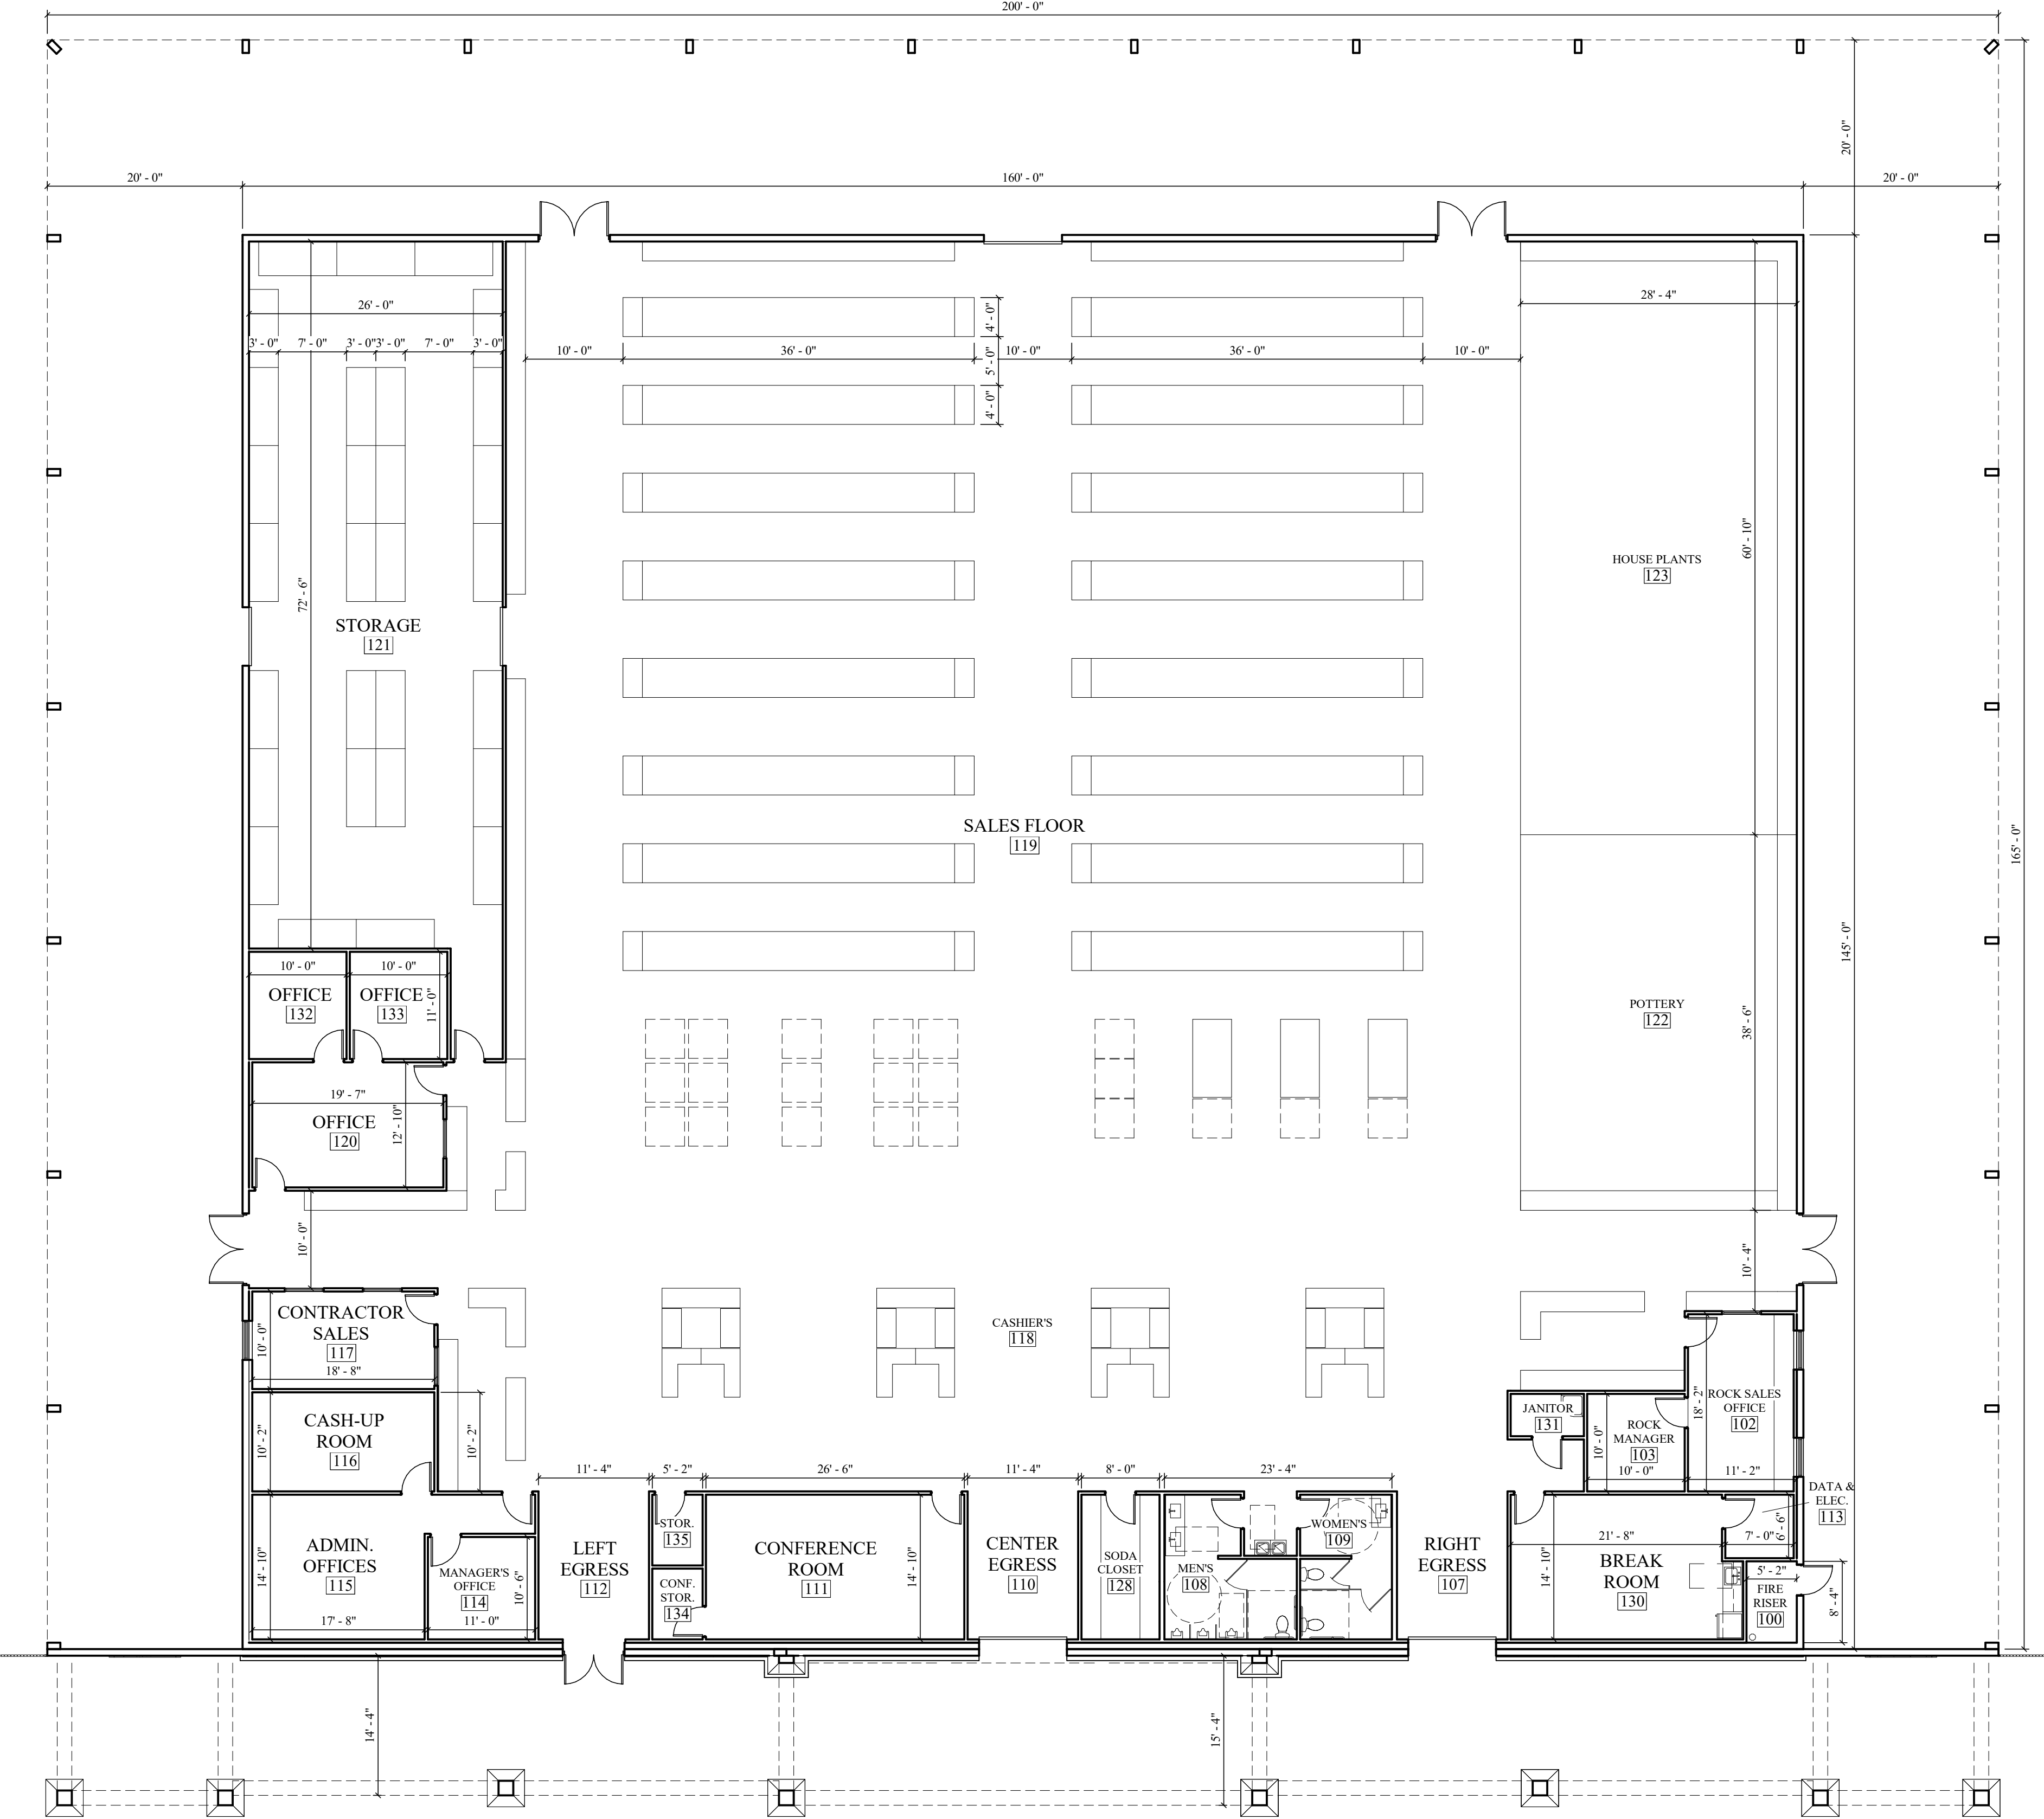 200' - 0"
20' - 0"
160' - 0"
20' - 0"
20' - 0"
26' - 0"
28' - 4"
3' - 0"
7' - 0"
3' - 0"
3' - 0"
7' - 0"
3' - 0"
10' - 0"
36' - 0"
4' - 0"
5' - 0"
4' - 0"
10' - 0"
36' - 0"
10' - 0"
72' - 6"
60' - 10"
HOUSE PLANTS
123
STORAGE
121
SALES FLOOR
119
165' - 0"
145' - 0"
10' - 0"
10' - 0"
OFFICE
132
OFFICE
133
11' - 0"
POTTERY
122
38' - 6"
19' - 7"
OFFICE
120
12' - 10"
10' - 0"
10' - 4"
CONTRACTOR
SALES
117
10' - 0"
18' - 8"
CASHIER'S
118
CASH-UP
ROOM
116
10' - 2"
10' - 2"
JANITOR
131
ROCK
MANAGER
103
10' - 0"
10' - 0"
ROCK SALES
OFFICE
102
18' - 2"
11' - 2"
11' - 4"
5' - 2"
26' - 6"
11' - 4"
8' - 0"
23' - 4"
DATA &
ELEC.
113
ADMIN.
OFFICES
115
14' - 10"
17' - 8"
MANAGER'S
OFFICE
114
10' - 6"
11' - 0"
LEFT
EGRESS
112
STOR.
135
CONF.
STOR.
134
CONFERENCE
ROOM
111
14' - 10"
CENTER
EGRESS
110
SODA
CLOSET
128
MEN'S
108
WOMEN'S
109
RIGHT
EGRESS
107
14' - 10"
21' - 8"
BREAK
ROOM
130
7' - 0"
6' - 6"
5' - 2"
FIRE
RISER
100
8' - 4"
14' - 4"
15' - 4"